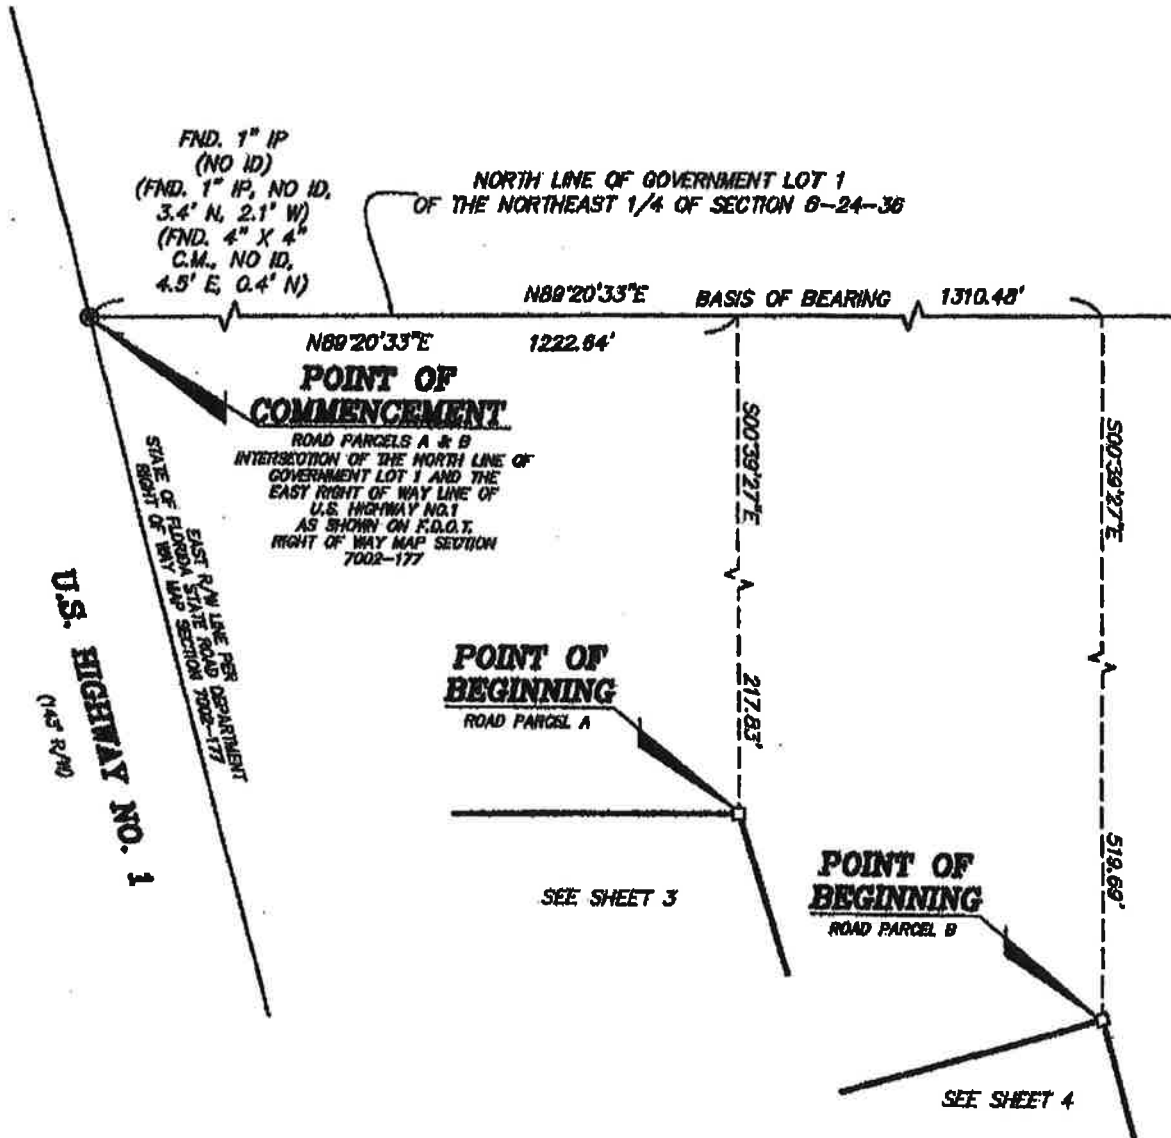 FND. 1" IP
(NO ID)
(FND. 1" IP, NO ID,
3.4' N, 2.1' W)
(FND. 4" X 4"
C.M., NO ID,
4.5' E, 0.4' N)
NORTH LINE OF GOVERNMENT LOT 1
OF THE NORTHEAST 1/4 OF SECTION 6-24-36
N89°20'33"E BASIS OF BEARING 1310.48'
N89°20'33"E 1222.64'
POINT OF
COMMENCEMENT
ROAD PARCELS A & B
INTERSECTION OF THE NORTH LINE OF
GOVERNMENT LOT 1 AND THE
EAST RIGHT OF WAY LINE OF
U.S. HIGHWAY NO.1
AS SHOWN ON F.D.O.T.
RIGHT OF WAY MAP SECTION
7002-177
EAST R/W LINE PER DEPARTMENT
STATE OF FLORIDA STATE ROAD
RIGHT OF WAY MAP SECTION 7002-177
U.S. HIGHWAY NO. 1
(145' R/W)
S00°39'27"E
217.83'
S00°39'27"E
519.69'
POINT OF
BEGINNING
ROAD PARCEL A
SEE SHEET 3
POINT OF
BEGINNING
ROAD PARCEL B
SEE SHEET 4